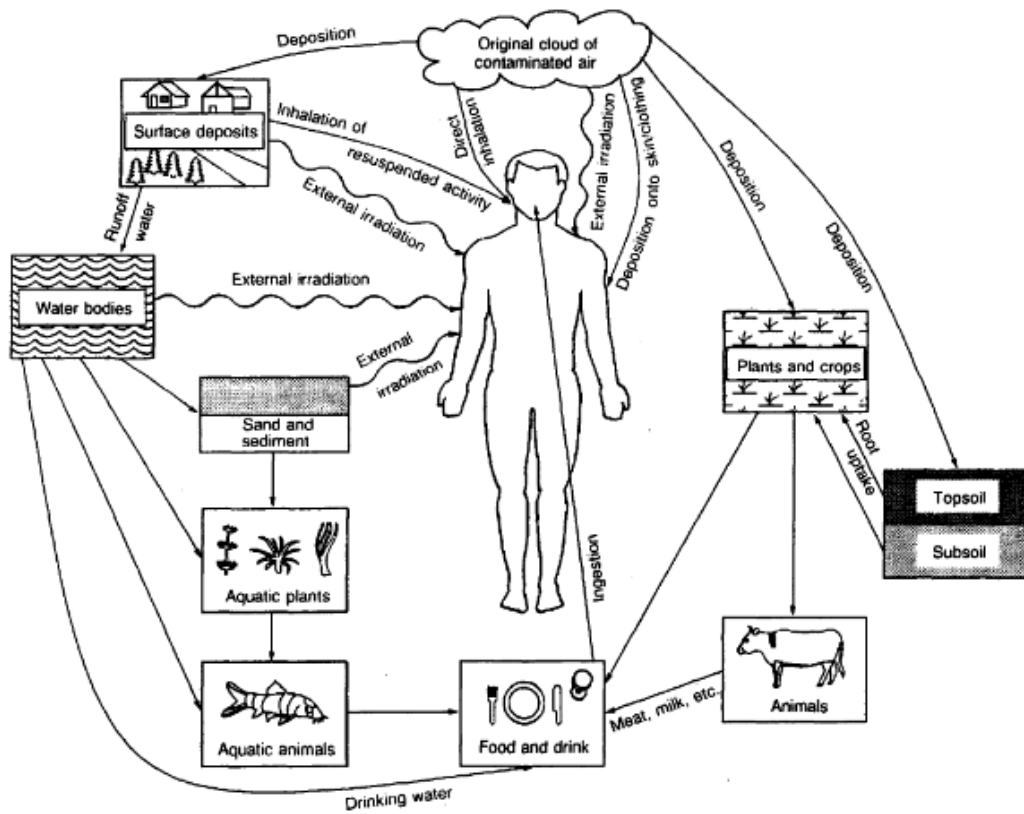 Deposition
Original cloud of
contaminated air
Surface deposits
Inhalation of
resuspended activity
Direct
inhalation
External irradiation
Deposition onto skin/clothing
Deposition
Deposition
External irradiation
Runoff
water
Water bodies
External irradiation
External
irradiation
Plants and crops
Sand and
sediment
Root
uptake
Topsoil
Subsoil
Aquatic plants
Ingestion
Aquatic animals
Food and drink
Meat, milk, etc.
Animals
Drinking water